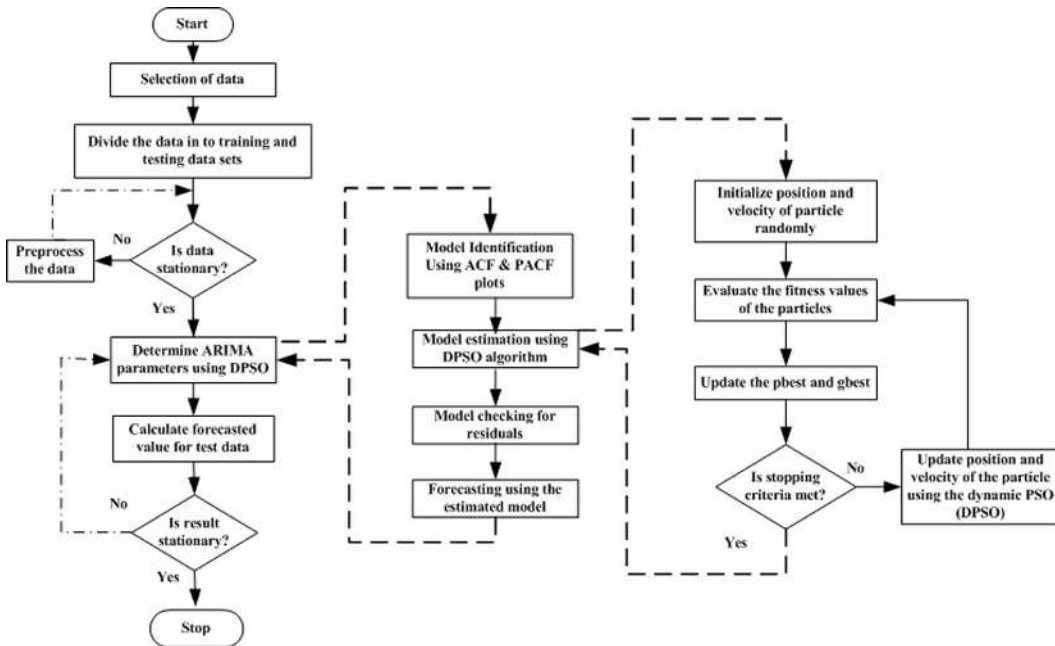 Start
Selection of data
Divide the data in to training and
testing data sets
No
Preprocess
the data
Is data
stationary?
Yes
Determine ARIMA
parameters using DPSO
Calculate forecasted
value for test data
No
Is result
stationary?
Yes
Stop
Model Identification
Using ACF & PACF
plots
Model estimation using
DPSO algorithm
Model checking for
residuals
Forecasting using the
estimated model
Initialize position and
velocity of particle
randomly
Evaluate the fitness values
of the particles
Update the pbest and gbest
Is stopping
criteria met?
No
Yes
Update position and
velocity of the particle
using the dynamic PSO
(DPSO)